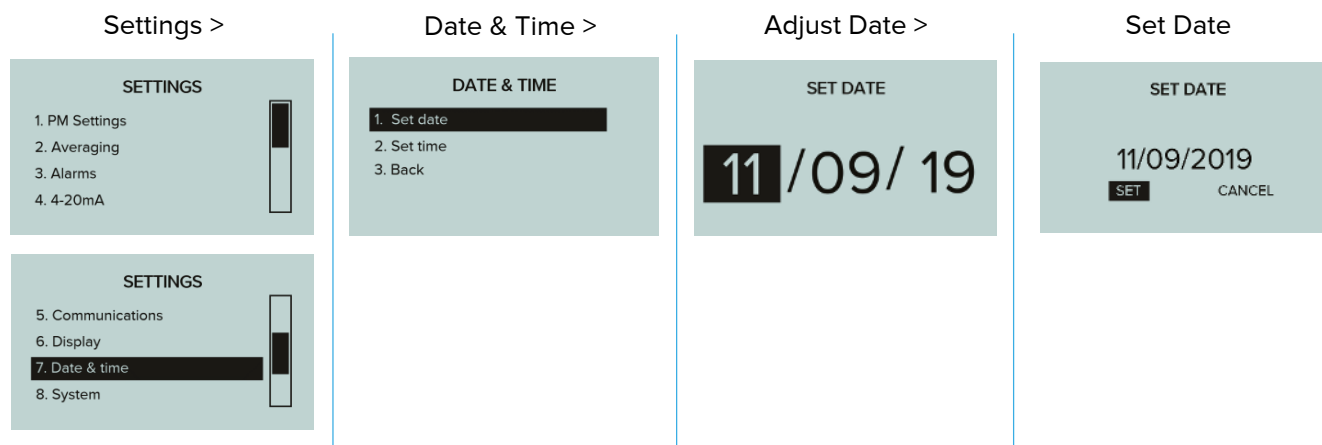 Settings >
SETTINGS
1. PM Settings
2. Averaging
3. Alarms
4. 4-20mA
SETTINGS
5. Communications
6. Display
7. Date & time
8. System
Date & Time >
DATE & TIME
1. Set date
2. Set time
3. Back
Adjust Date >
SET DATE
11/09/ 19
Set Date
SET DATE
11/09/2019
SET CANCEL